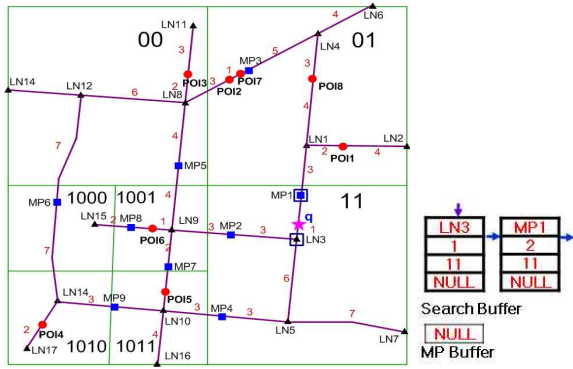 LN6
LN11
00
01
LN4
3
4
5
MP3
1
POI7
POI2
2
POI3
3
3
POI8
LN14
LN12
6
LN8
3
4
7
4
LN1
2
POI1
4
LN2
MP5
3
1000
1001
4
MP1
11
MP6
LN15
2
MP8
1
LN9
3
MP2
3
q
1
LN3
POI6
2
MP7
7
6
LN14
3
MP9
3
POI5
LN10
3
MP4
3
LN5
7
LN7
2
POI4
4
LN17
1010
1011
LN16
LN3
1
11
NULL
MP1
2
11
NULL
Search Buffer
NULL
MP Buffer